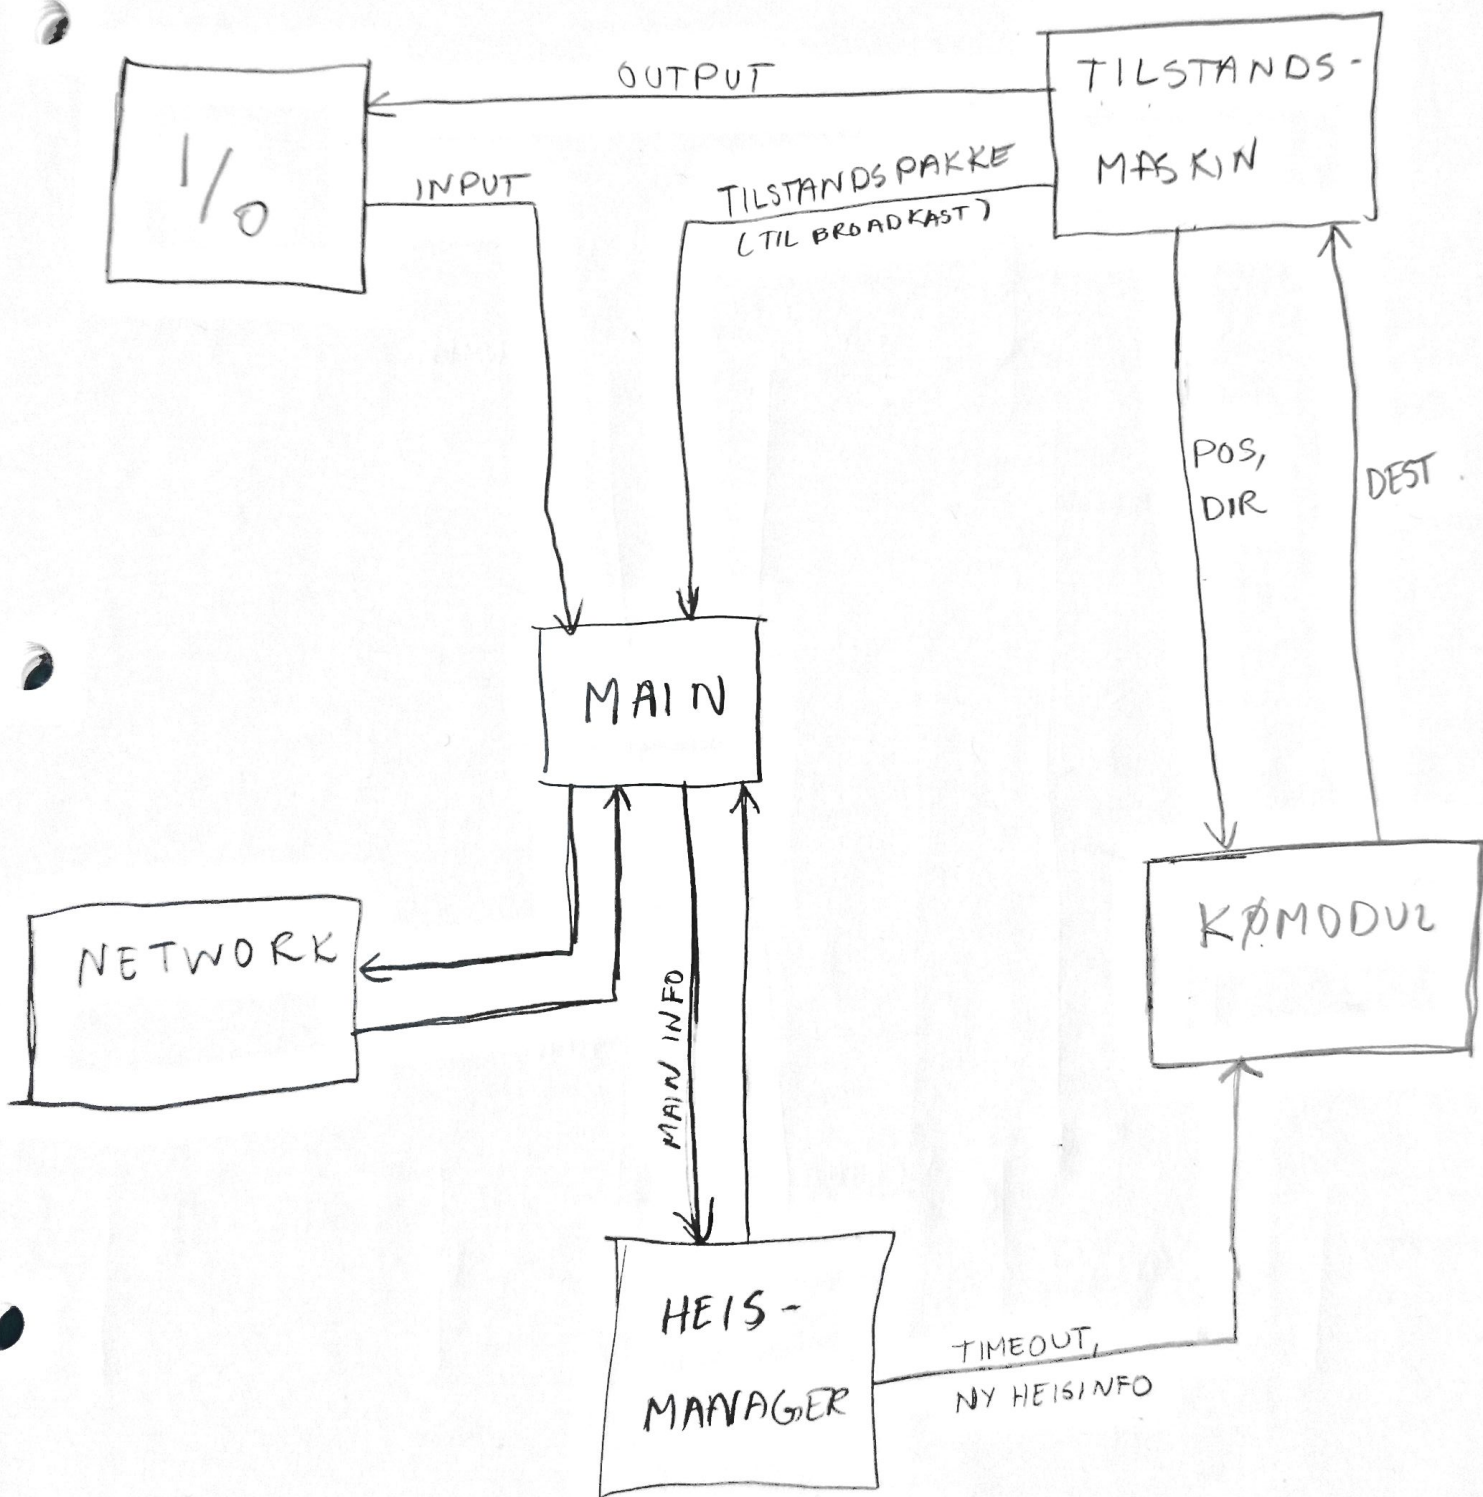 OUTPUT
TILSTANDS-
MASKIN
I/O
INPUT
TILSTANDSPAKKE
(TIL BROADKAST)
POS,
DIR
DEST
MAIN
NETWORK
KØMODUL
MAIN INFO
HEIS-
MANAGER
TIMEOUT,
NY HEISINFO